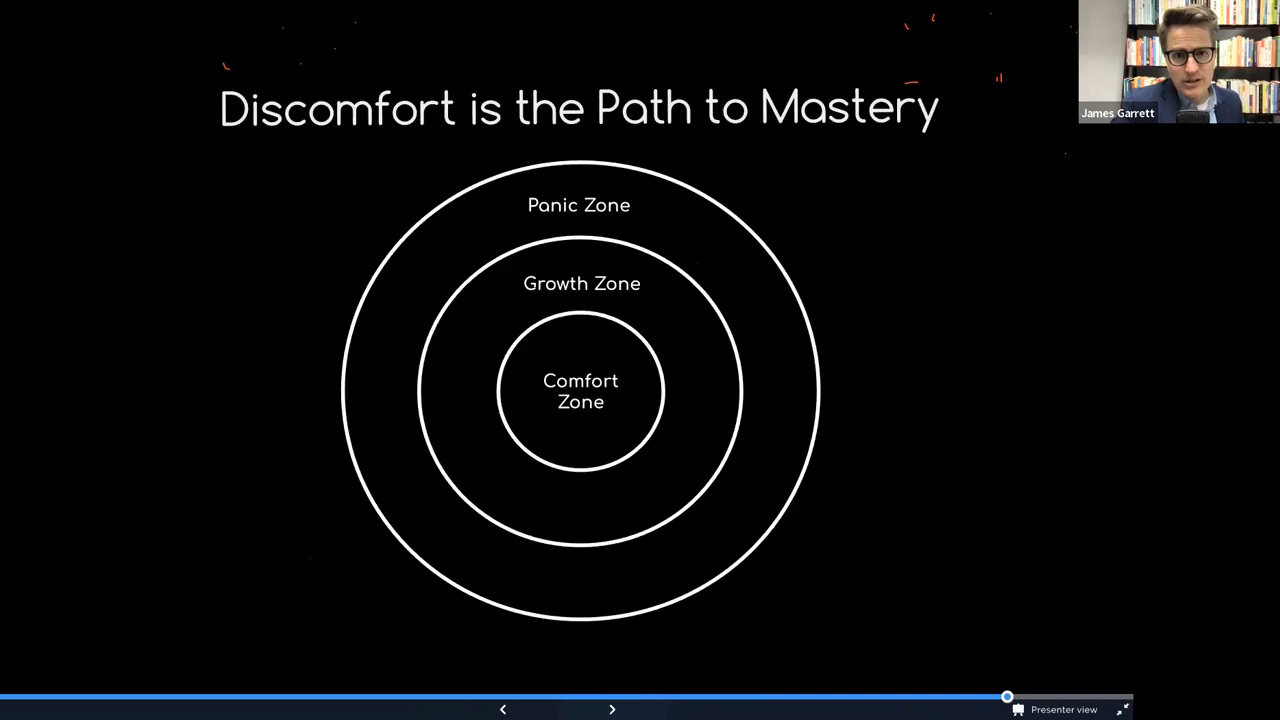 Discomfort is the Path to Mastery
James Garrett
Panic Zone
Growth Zone
Comfort
Zone
Presenter view